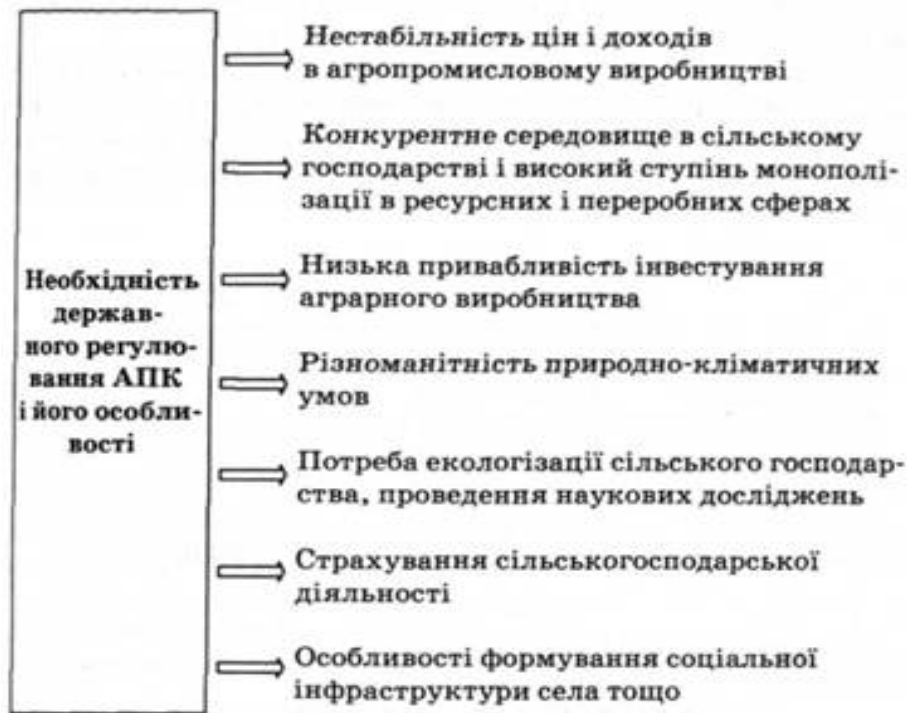 Необхідність
держав-
ного регулю-
вання АПК
і його особли-
вості
Нестабільність цін і доходів
в агропромисловому виробництві
Конкурентне середовище в сільському
господарстві і високий ступінь монополі-
зації в ресурсних і переробних сферах
Низька привабливість інвестування
аграрного виробництва
Різноманітність природно-кліматичних
умов
Потреба екологізації сільського господар-
ства, проведення наукових досліджень
Страхування сільськогосподарської
діяльності
Особливості формування соціальної
інфраструктури села тощо